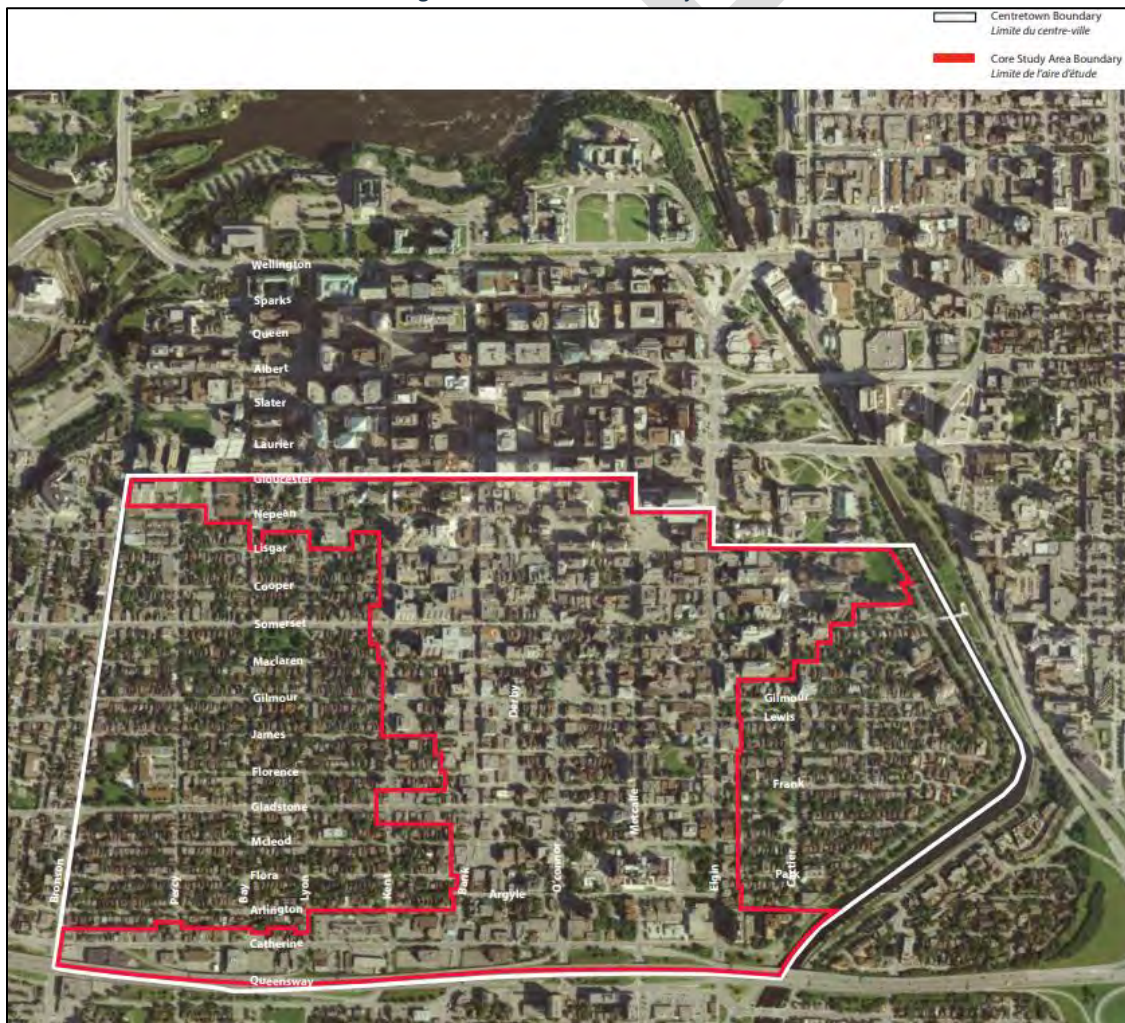 Centretown Boundary
Limite du centre-ville
Core Study Area Boundary
Limite de l'aire d'étude
Wellington
Sparks
Queen
Albert
Slater
Laurier
Gloucester
Nepean
Lisgar
Cooper
Somerset
Maclaren
Gilmour
James
Florence
Gladstone
Mcleod
Flora
Arlington
Catherine
Queensway
Bronson
Percy
Bay
Lyon
Kent
Bank
Argyle
O'connor
Derby
Metcalfe
Elgin
Gilmour
Lewis
Frank
Park
Cartier